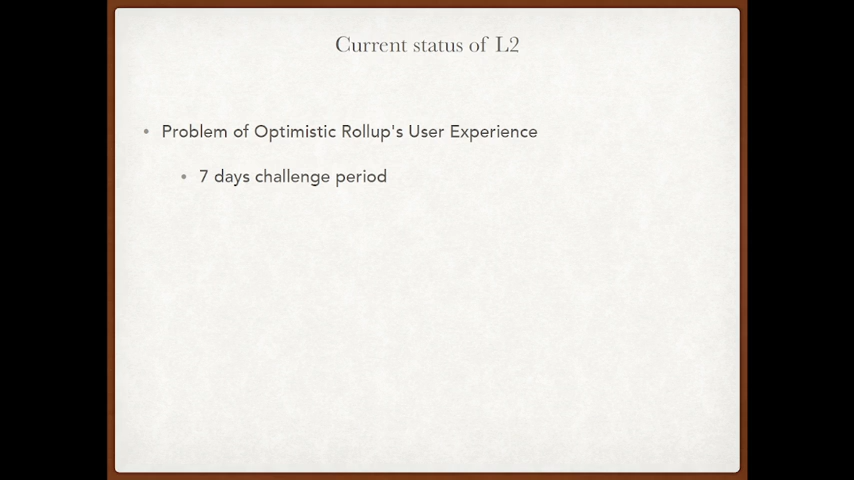 Current status of L2
• Problem of Optimistic Rollup's User Experience
• 7 days challenge period